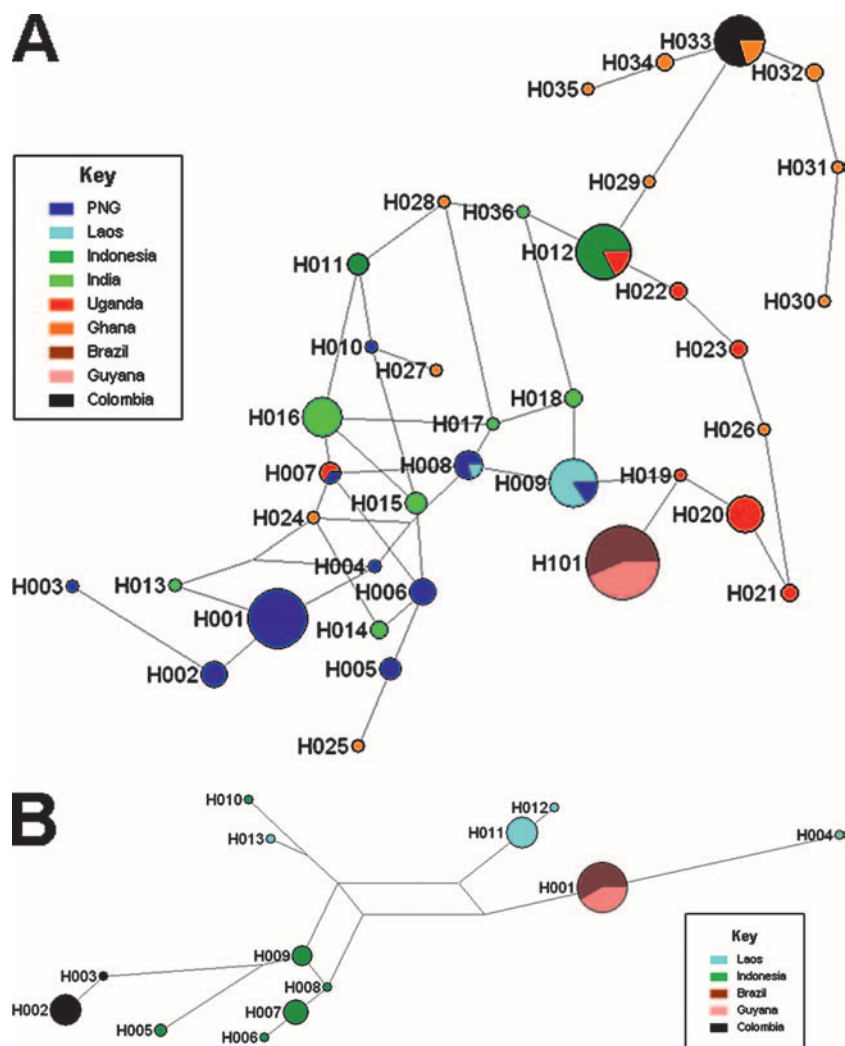 A
Key
PNG
Laos
Indonesia
India
Uganda
Ghana
Brazil
Guyana
Colombia
H033
H034
H032
H035
H031
H029
H028
H036
H012
H011
H022
H030
H010
H023
H027
H018
H016
H017
H026
H008
H007
H009
H019
H015
H020
H024
H101
H004
H003
H013
H006
H021
H001
H014
H002
H005
H025
B
H010
H012
H011
H013
H004
H001
H009
H003
H008
H002
H007
H005
H006
Key
Laos
Indonesia
Brazil
Guyana
Colombia